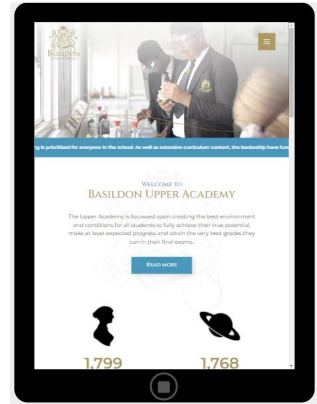 BASILDON
ng is prioritised for everyone in the school. As well as extensive curriculum content, the leadership have fun
WELCOME TO
BASILDON UPPER ACADEMY
The Upper Academy is focussed upon creating the best environment
and conditions for all students to fully achieve their true potential,
make at least expected progress and attain the very best grades they
can in their final exams.
READ MORE
1,799
1,768